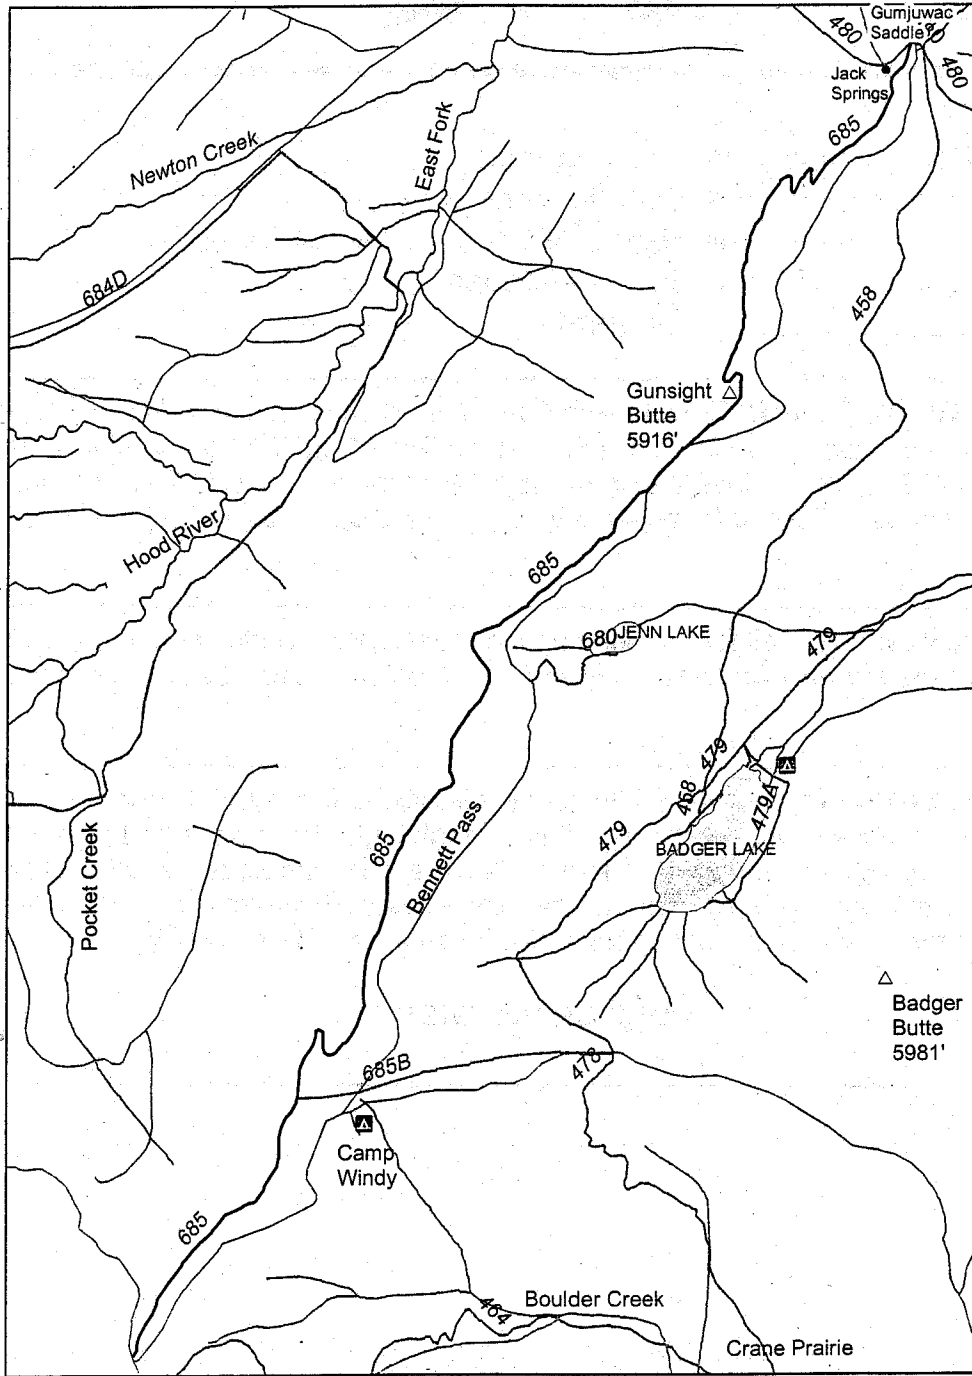 Gumjuwac
Saddle
480
480
Jack
Springs
685
Newton Creek
East Fork
684D
458
Gunsight
Butte
5916'
Hood River
685
680
JENN LAKE
479
479
458
479A
685
Bennett Pass
479
BADGER LAKE
Pocket Creek
Badger
Butte
5981'
685B
478
Camp
Windy
685
464
Boulder Creek
Crane Prairie